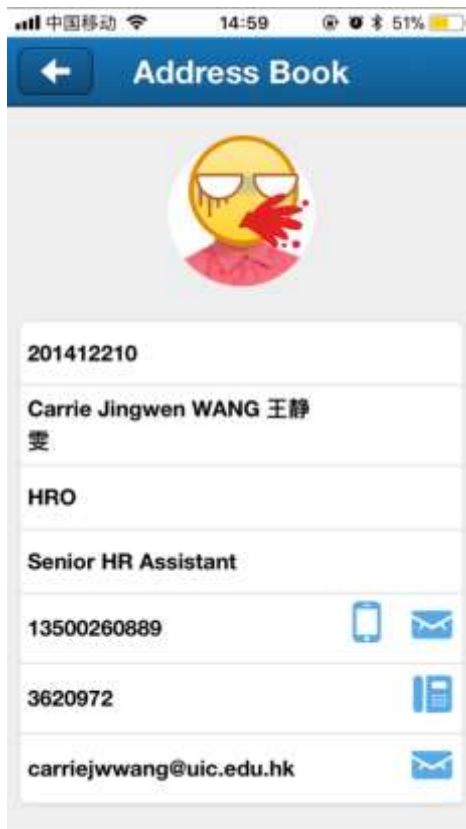 中国移动 14:59 51%
Address Book
201412210
Carrie Jingwen WANG 王静
雯
HRO
Senior HR Assistant
13500260889
3620972
carriejwwang@uic.edu.hk